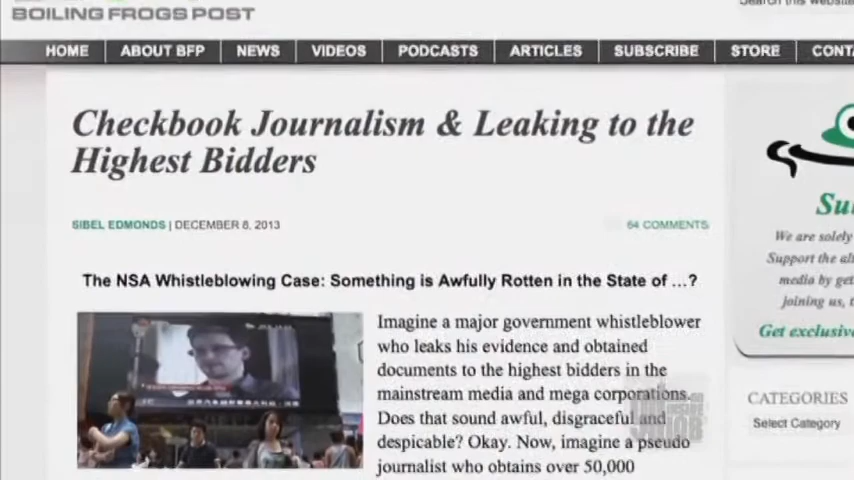 BOILING FROGS POST
HOME ABOUT BFP NEWS VIDEOS PODCASTS ARTICLES SUBSCRIBE STORE
Checkbook Journalism & Leaking to the
Highest Bidders
SIBEL EDMONDS | DECEMBER 8, 2013
64 COMMENTS
The NSA Whistleblowing Case: Something is Awfully Rotten in the State of ...?
Imagine a major government whistleblower
who leaks his evidence and obtained
documents to the highest bidders in the
mainstream media and mega corporations.
Does that sound awful, disgraceful and
despicable? Okay. Now, imagine a pseudo
journalist who obtains over 50,000
We are solely
Support the
media by
joining us,
Get
CATEGORIES
Select Category